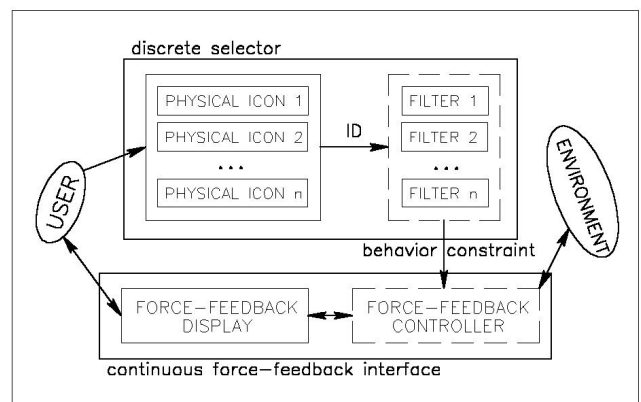 discrete selector
PHYSICAL ICON 1
PHYSICAL ICON 2
...
PHYSICAL ICON n
ID
FILTER 1
FILTER 2
...
FILTER n
USER
ENVIRONMENT
behavior constraint
FORCE-FEEDBACK
DISPLAY
FORCE-FEEDBACK
CONTROLLER
continuous force-feedback interface